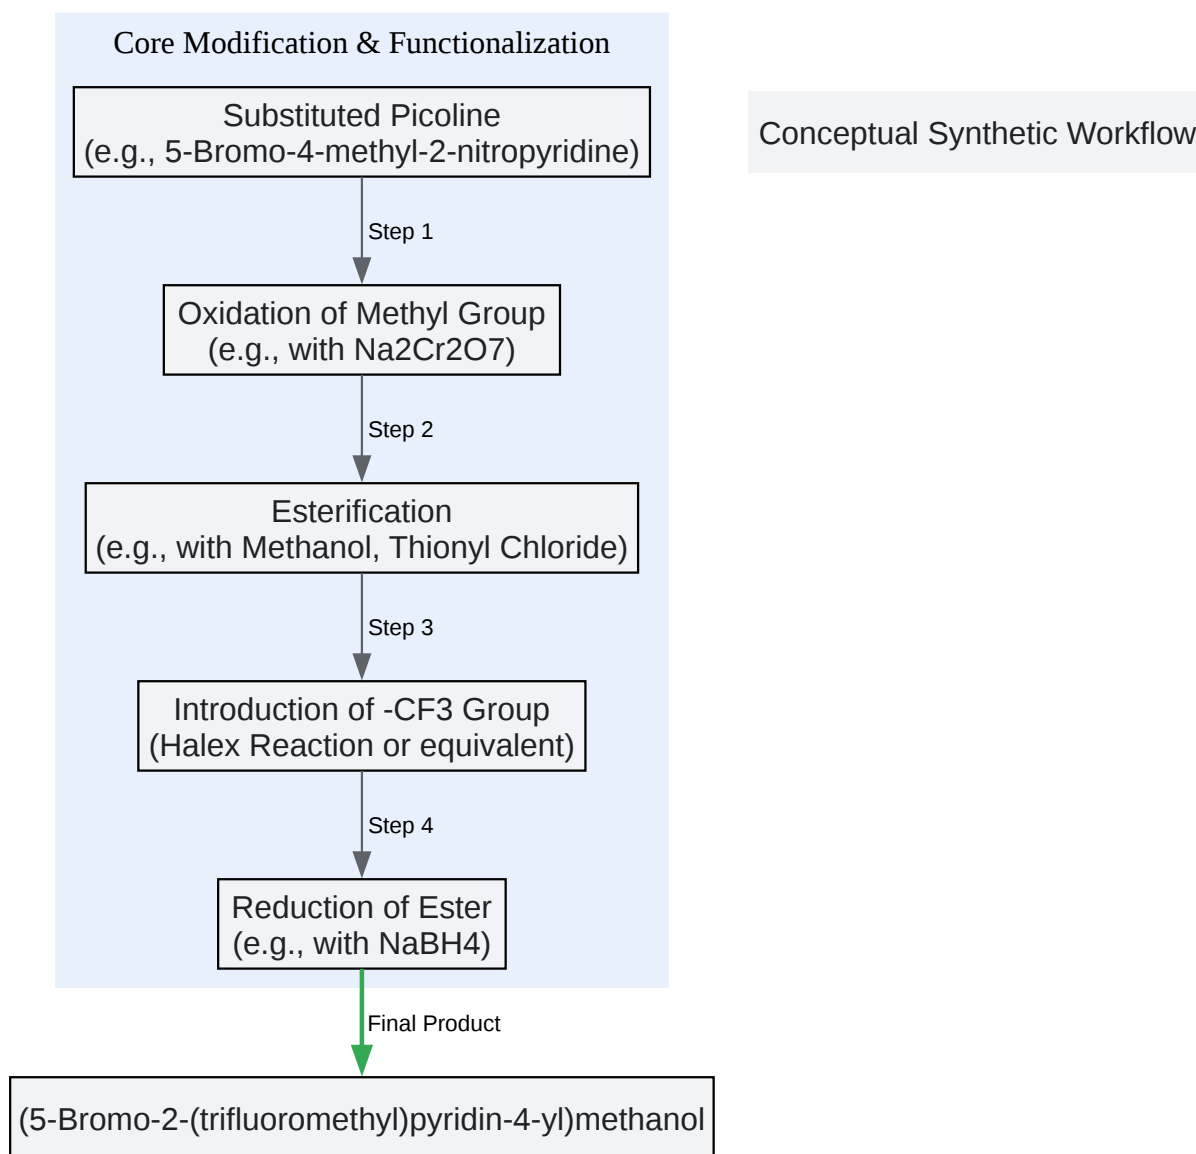 Core Modification & Functionalization
Substituted Picoline
(e.g., 5-Bromo-4-methyl-2-nitropyridine)
Conceptual Synthetic Workflow
Step 1
Oxidation of Methyl Group
(e.g., with Na2Cr2O7)
Step 2
Esterification
(e.g., with Methanol, Thionyl Chloride)
Step 3
Introduction of -CF3 Group
(Halex Reaction or equivalent)
Step 4
Reduction of Ester
(e.g., with NaBH4)
Final Product
(5-Bromo-2-(trifluoromethyl)pyridin-4-yl)methanol